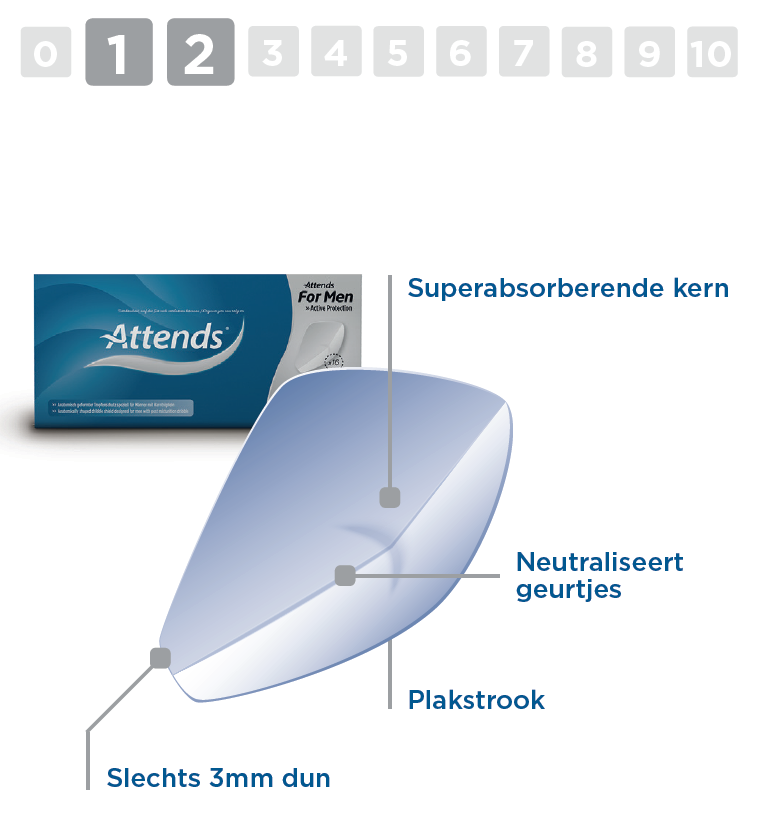 0 1 2 3 4 5 6 7 8 9 10
Attends
For Men
Active Protection
Attends
x16
Superabsorberende kern
Neutraliseert
geurtjes
Plakstrook
Slechts 3mm dun